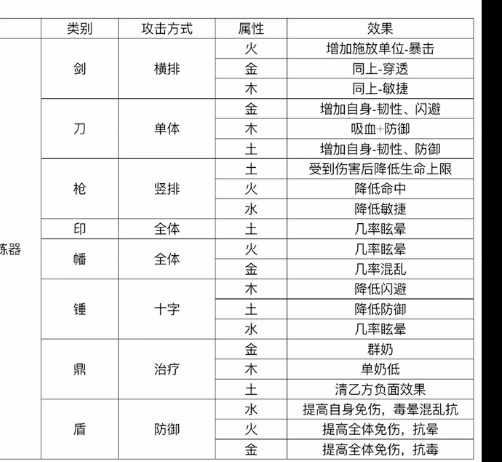 类别 攻击方式 属性 效果
炼器
剑 横排 火 增加施放单位-暴击
金 同上-穿透
木 同上-敏捷
刀 单体 金 增加自身-韧性、闪避
木 吸血+防御
土 增加自身-韧性、防御
枪 竖排 土 受到伤害后降低生命上限
火 降低命中
水 降低敏捷
印 全体 土 几率眩晕
幡 全体 火 几率眩晕
金 几率混乱
锤 十字 木 降低闪避
土 降低防御
水 几率眩晕
鼎 治疗 金 群奶
木 单奶低
土 清乙方负面效果
盾 防御 水 提高自身免伤，毒晕混乱抗
火 提高全体免伤，抗晕
金 提高全体免伤，抗毒